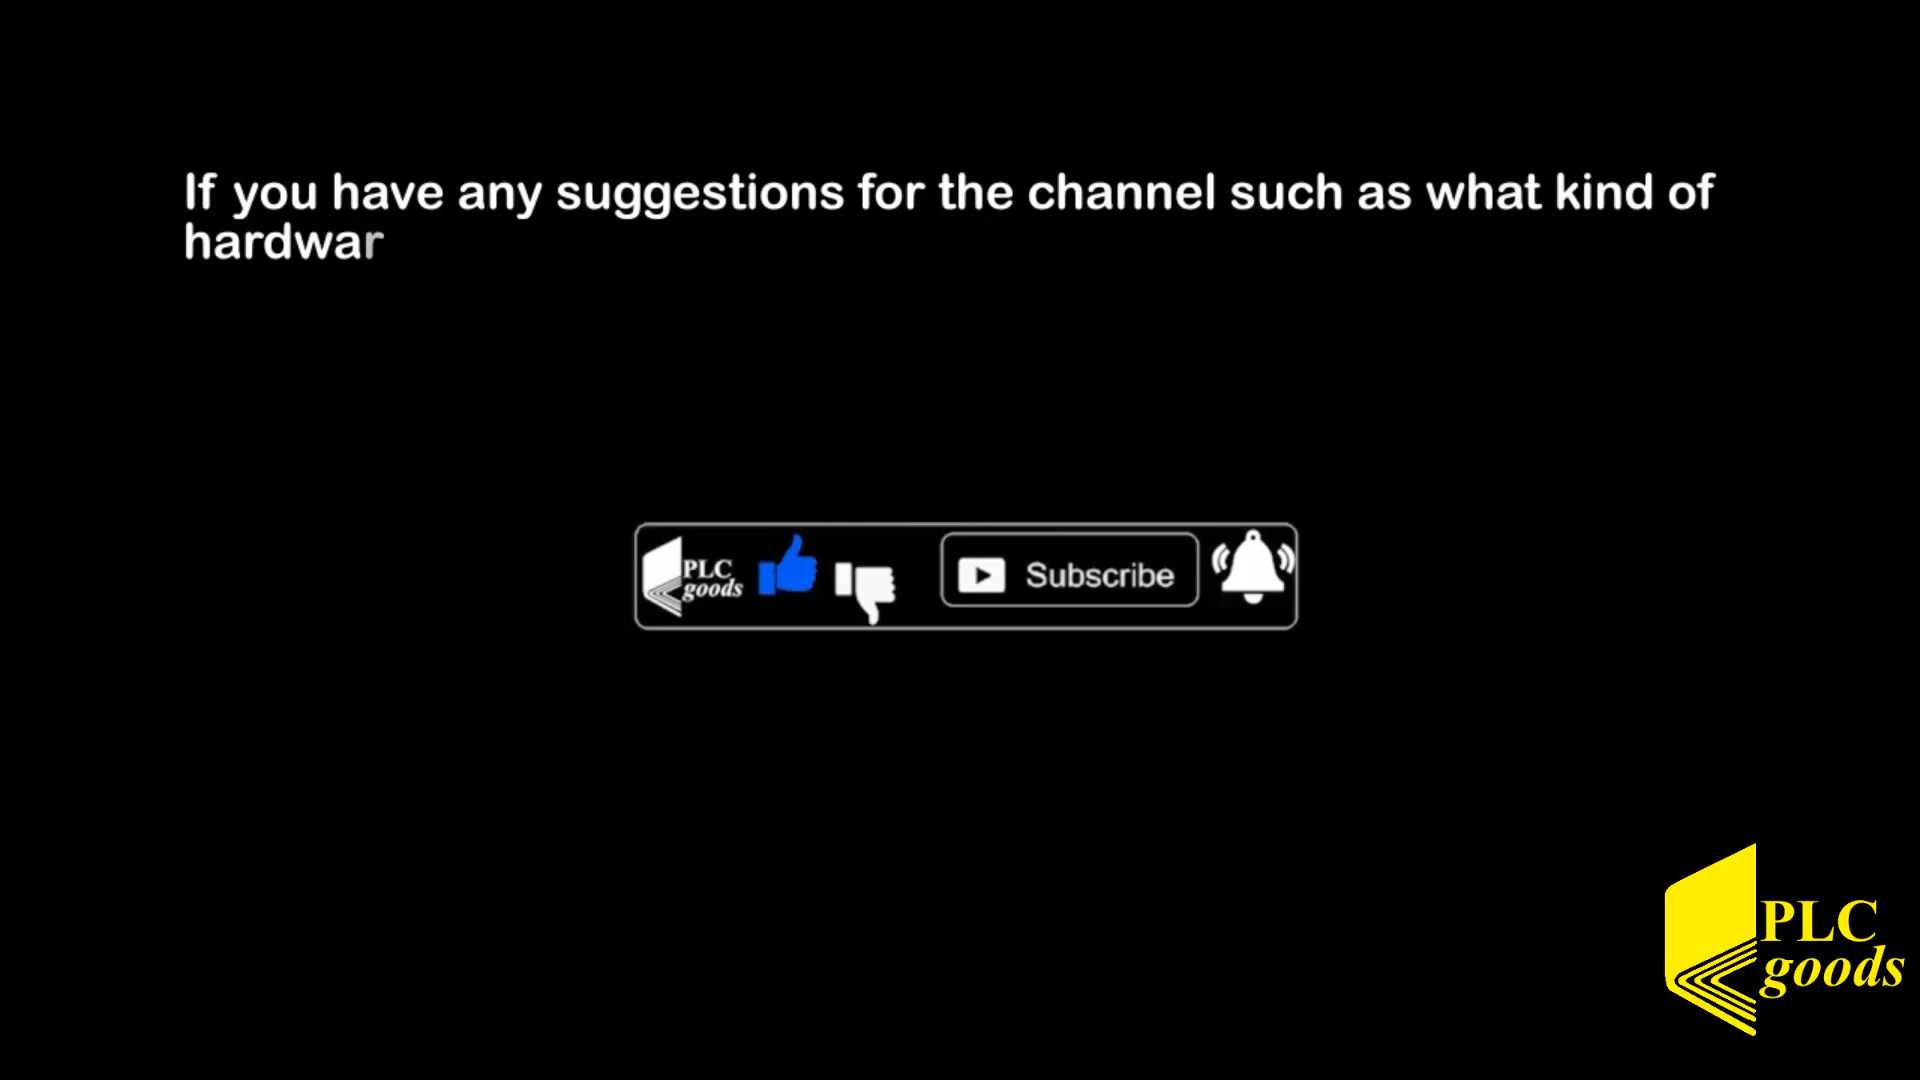 If you have any suggestions for the channel such as what kind of
hardwar
PLC
goods
Subscribe
PLC
goods